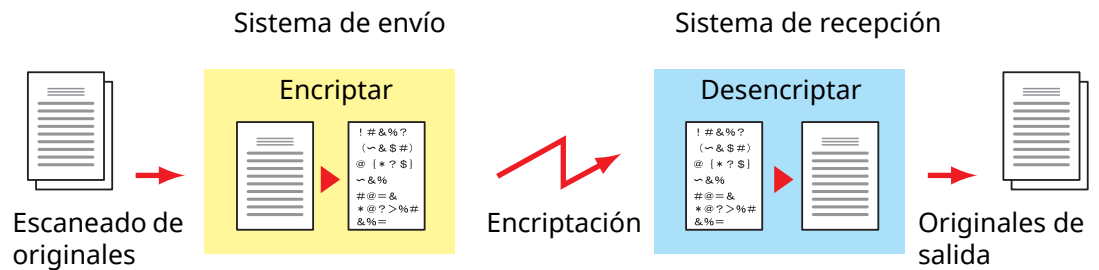 Sistema de envío
Sistema de recepción
Encriptar
Desencriptar
!#&%?
(∽&$#)
@{*?$}
∽&%
#@=&
*@?>%#
&%=
!#&%?
(∽&$#)
@{*?$}
∽&%
#@=&
*@?>%#
&%=
Escaneado de
originales
Encriptación
Originales de
salida